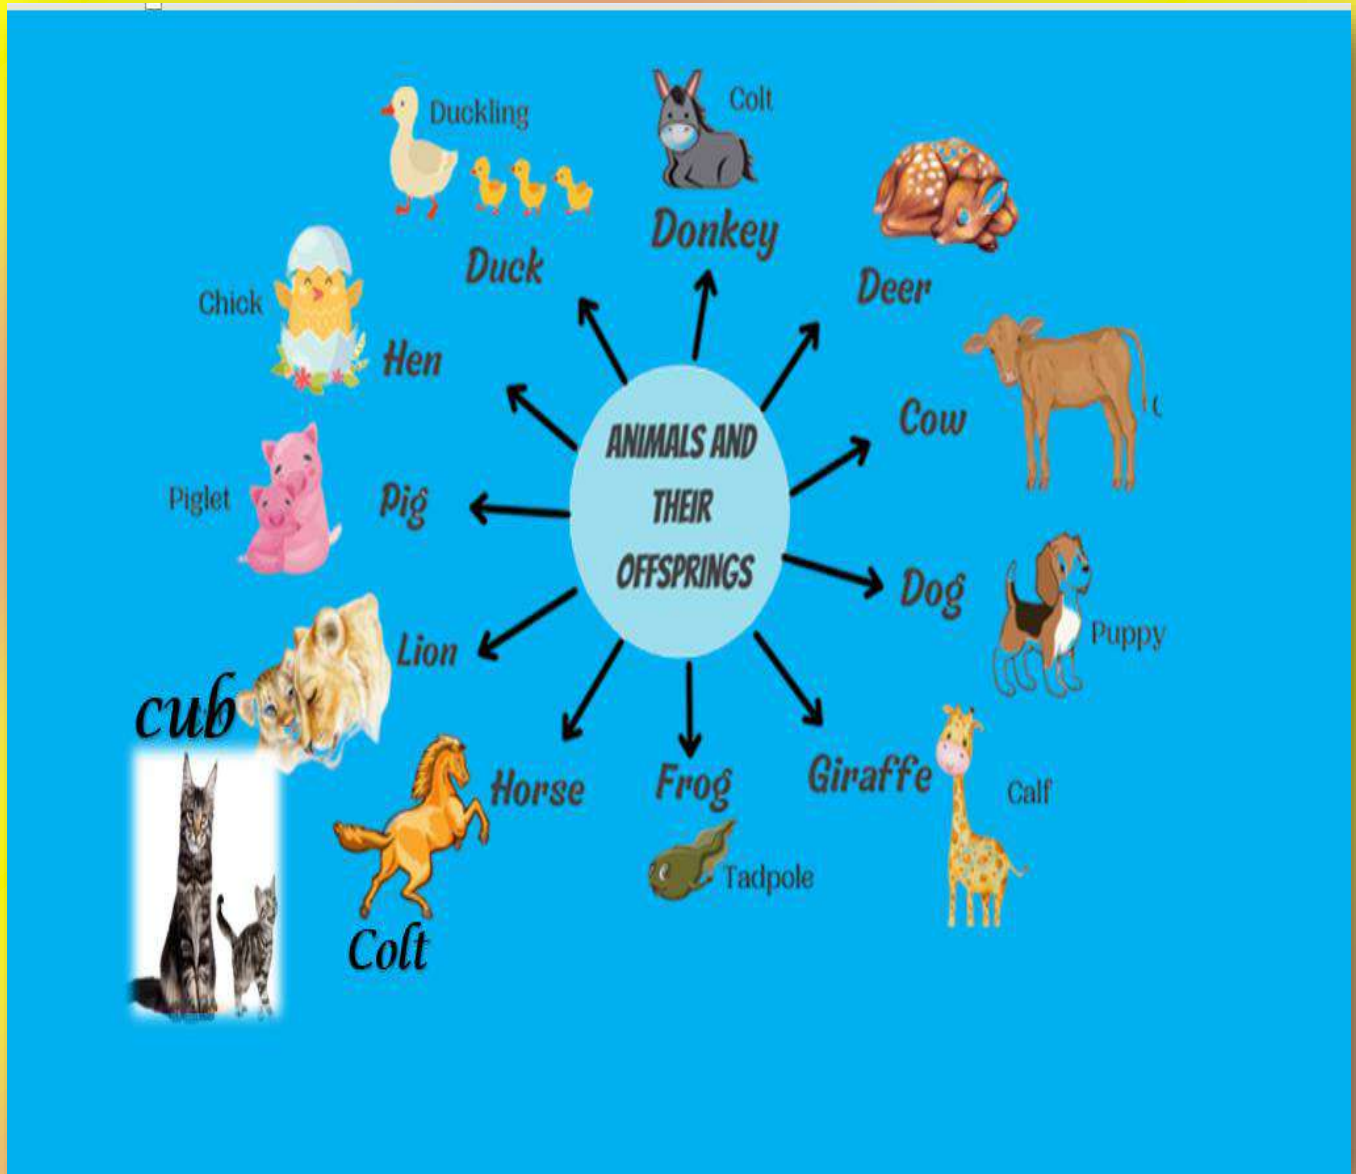 Duckling
Colt
Donkey
Duck
Deer
Chick
Hen
Cow
ANIMALS AND
THEIR
OFFSPRINGS
Piglet
Pig
Dog
Puppy
Lion
cub
Horse
Frog
Giraffe
Calf
Tadpole
Colt